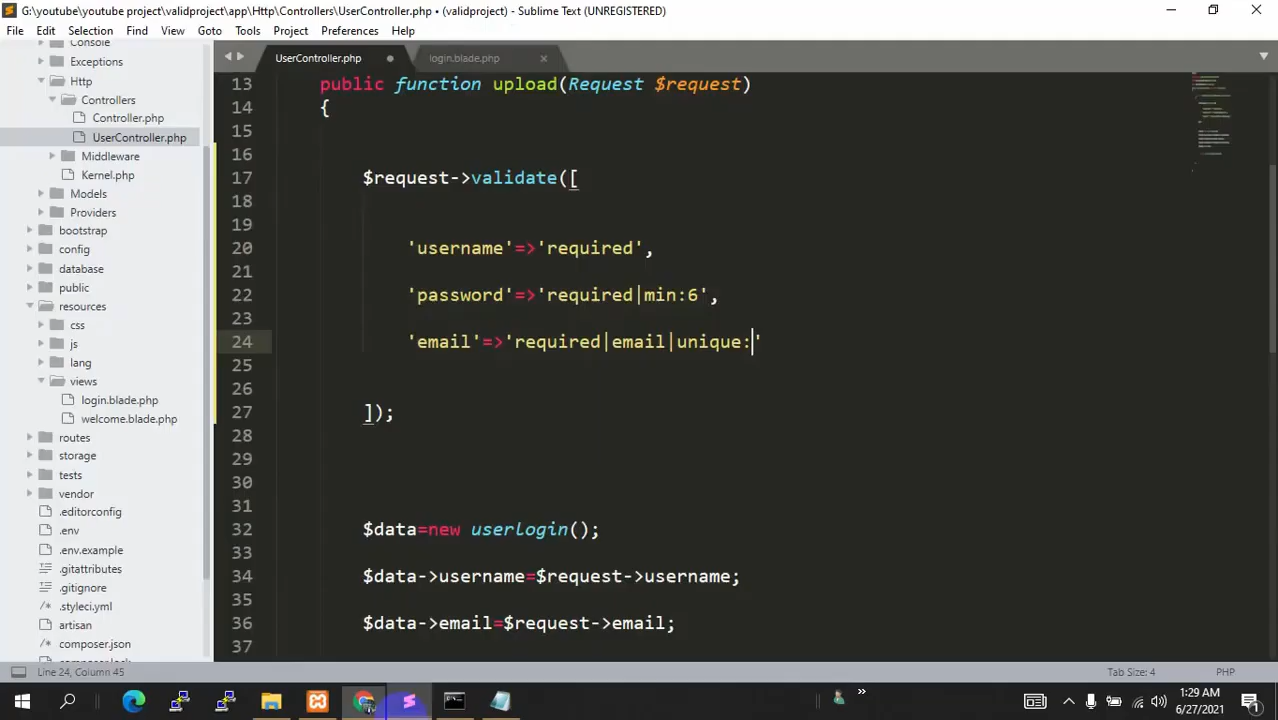 G:\youtube\youtube project\validproject\app\Http\Controllers\UserController.php • (validproject) - Sublime Text (UNREGISTERED)
File Edit Selection Find View Goto Tools Project Preferences Help
Console
Exceptions
Http
Controllers
Controller.php
UserController.php
Middleware
Kernel.php
Models
Providers
bootstrap
config
database
public
resources
css
js
lang
views
login.blade.php
welcome.blade.php
routes
storage
tests
vendor
.editorconfig
.env
.env.example
.gitattributes
.gitignore
.styleci.yml
artisan
composer.json
composer.lock
UserController.php login.blade.php
13 public function upload(Request $request)
14 {
15
16
17 $request->validate([
18
19
20 'username'=>'required',
21
22 'password'=>'required|min:6',
23
24 'email'=>'required|email|unique:'
25
26
27 ]);
28
29
30
31
32 $data=new userlogin();
33
34 $data->username=$request->username;
35
36 $data->email=$request->email;
37
Line 24, Column 45 Tab Size: 4 PHP
1:29 AM
6/27/2021
1